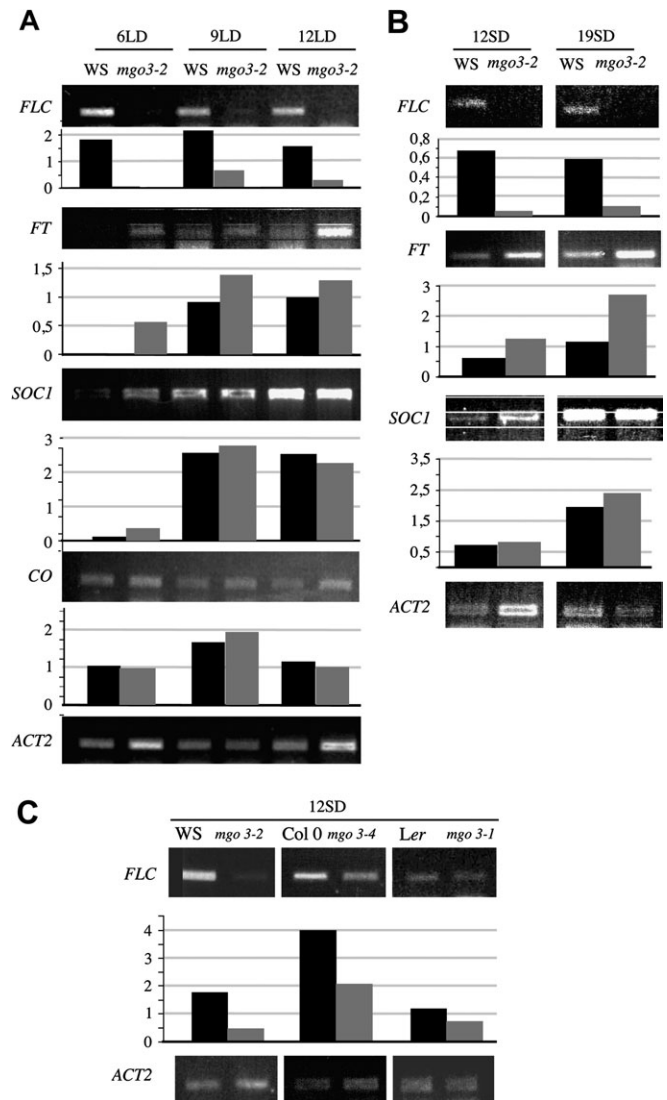 A
6LD 9LD 12LD
WS mgo3-2 WS mgo3-2 WS mgo3-2
FLC
2
1
0
FT
1,5
1
0,5
0
SOC1
3
2
1
0
CO
2
1
0
ACT2
B
12SD 19SD
WS mgo3-2 WS mgo3-2
FLC
0,8
0,6
0,4
0,2
0
FT
3
2
1
0
SOC1
3,5
2,5
1,5
0,5
ACT2
C
12SD
WS mgo 3-2 Col 0 mgo 3-4 Ler mgo 3-1
FLC
4
3
2
1
0
ACT2